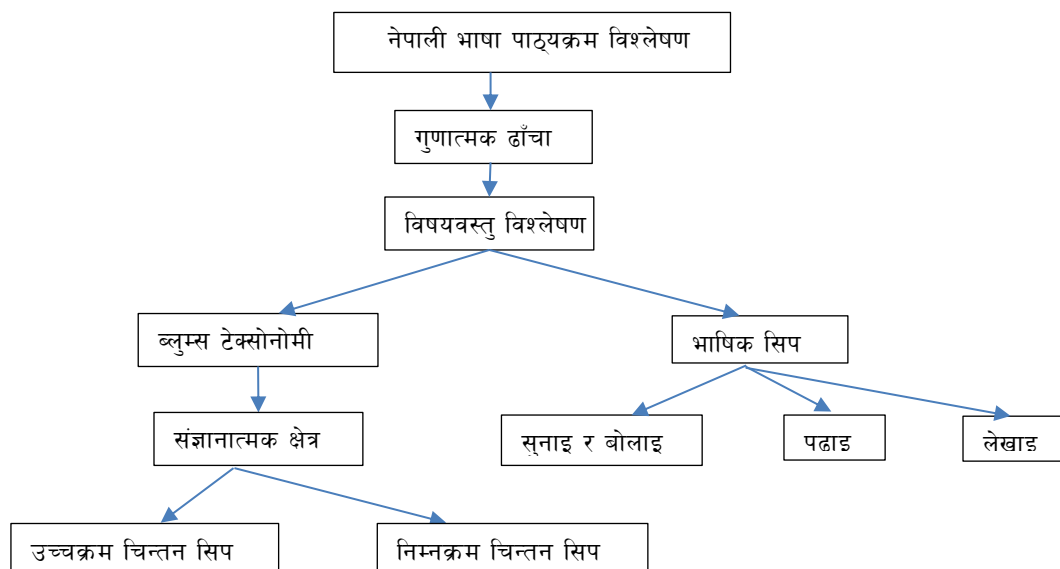 नेपाली भाषा पाठ्यक्रम विश्लेषण
गुणात्मक ढाँचा
विषयवस्तु विश्लेषण
ब्लुम्स टेक्सोनोमी
भाषिक सिप
संज्ञानात्मक क्षेत्र
सुनाइ र बोलाइ
पढाइ
लेखाइ
उच्चक्रम चिन्तन सिप
निम्नक्रम चिन्तन सिप